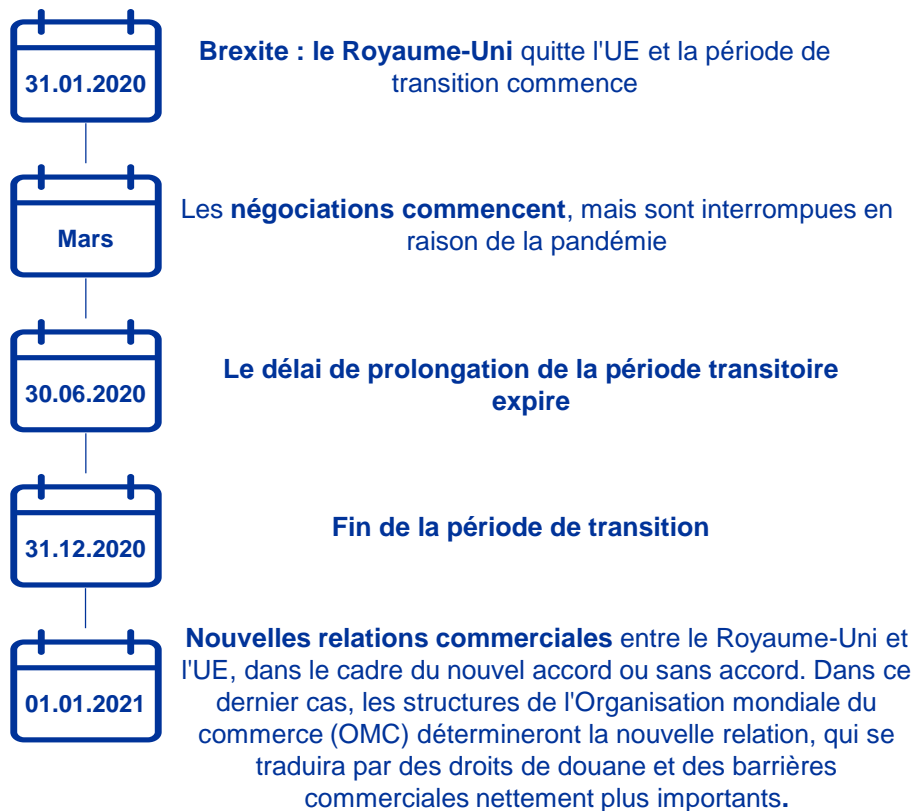 31.01.2020
Brexite : le Royaume-Uni quitte l'UE et la période de
transition commence
Mars
Les négociations commencent, mais sont interrompues en
raison de la pandémie
30.06.2020
Le délai de prolongation de la période transitoire
expire
31.12.2020
Fin de la période de transition
01.01.2021
Nouvelles relations commerciales entre le Royaume-Uni et
l'UE, dans le cadre du nouvel accord ou sans accord. Dans ce
dernier cas, les structures de l'Organisation mondiale du
commerce (OMC) détermineront la nouvelle relation, qui se
traduira par des droits de douane et des barrières
commerciales nettement plus importants.